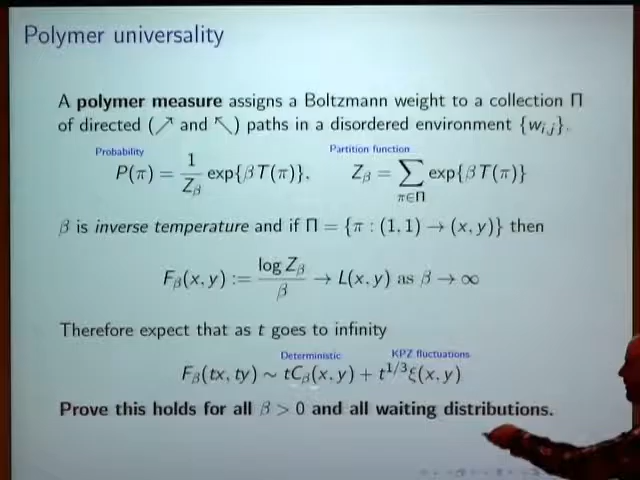 Polymer universality
A polymer measure assigns a Boltzmann weight to a collection Π
of directed (↗ and ↖) paths in a disordered environment {w_{i,j}}.
Probability
Partition function
P(π) = 1/Z_β exp{βT(π)}, Z_β = ∑_{π∈Π} exp{βT(π)}
β is inverse temperature and if Π = {π : (1, 1) → (x, y)} then
F_β(x, y) := log Z_β / β → L(x, y) as β → ∞
Therefore expect that as t goes to infinity
Deterministic
KPZ fluctuations
F_β(tx, ty) ~ tC_β(x, y) + t^{1/3}ξ(x, y)
Prove this holds for all β > 0 and all waiting distributions.